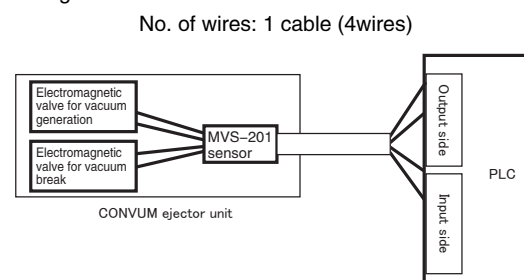 No. of wires: 1 cable (4wires)
Electromagnetic
valve for vacuum
generation
Electromagnetic
valve for vacuum
break
MVS-201
sensor
CONVUM ejector unit
Output side
Input side
PLC